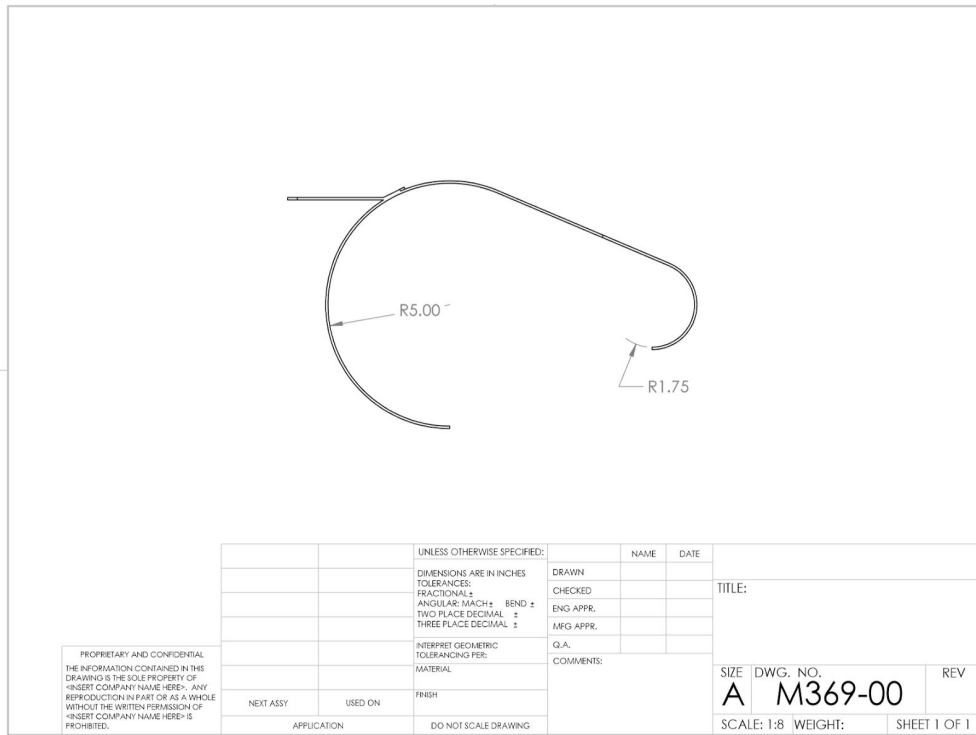 R5.00
R1.75
PROPRIETARY AND CONFIDENTIAL
THE INFORMATION CONTAINED IN THIS
DRAWING IS THE SOLE PROPERTY OF
<INSERT COMPANY NAME HERE>. ANY
REPRODUCTION IN PART OR AS A WHOLE
WITHOUT THE WRITTEN PERMISSION OF
<INSERT COMPANY NAME HERE> IS
PROHIBITED.
NEXT ASSY
USED ON
APPLICATION
UNLESS OTHERWISE SPECIFIED:
DIMENSIONS ARE IN INCHES
TOLERANCES:
FRACTIONAL±
ANGULAR: MACH± BEND ±
TWO PLACE DECIMAL ±
THREE PLACE DECIMAL ±
INTERPRET GEOMETRIC
TOLERANCING PER:
MATERIAL
FINISH
DO NOT SCALE DRAWING
NAME
DATE
DRAWN
CHECKED
ENG APPR.
MFG APPR.
Q.A.
COMMENTS:
TITLE:
SIZE
A
DWG. NO.
M369-00
REV
SCALE: 1:8
WEIGHT:
SHEET 1 OF 1